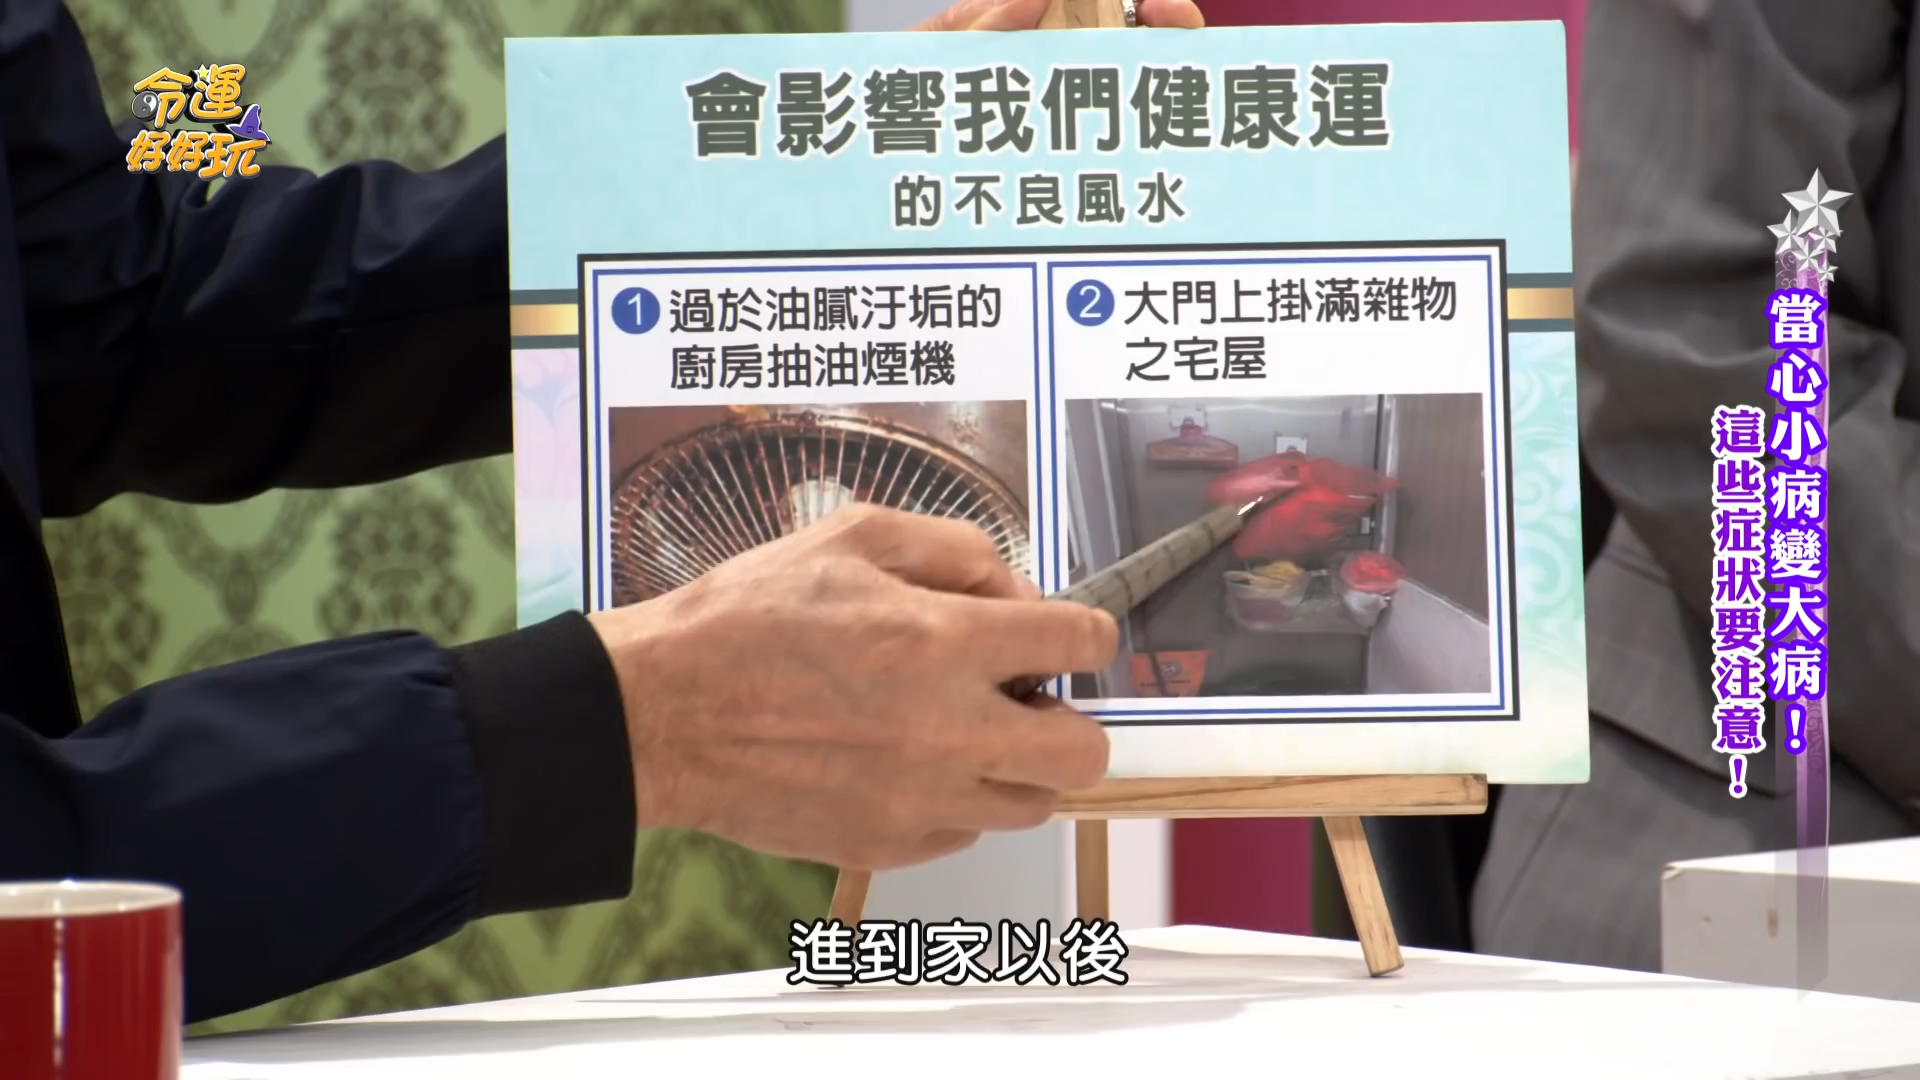 命運
好好玩
會影響我們健康運
的不良風水
1 過於油膩汙垢的
廚房抽油煙機
2 大門上掛滿雜物
之宅屋
當心小病變大病！
這些症狀要注意！
進到家以後